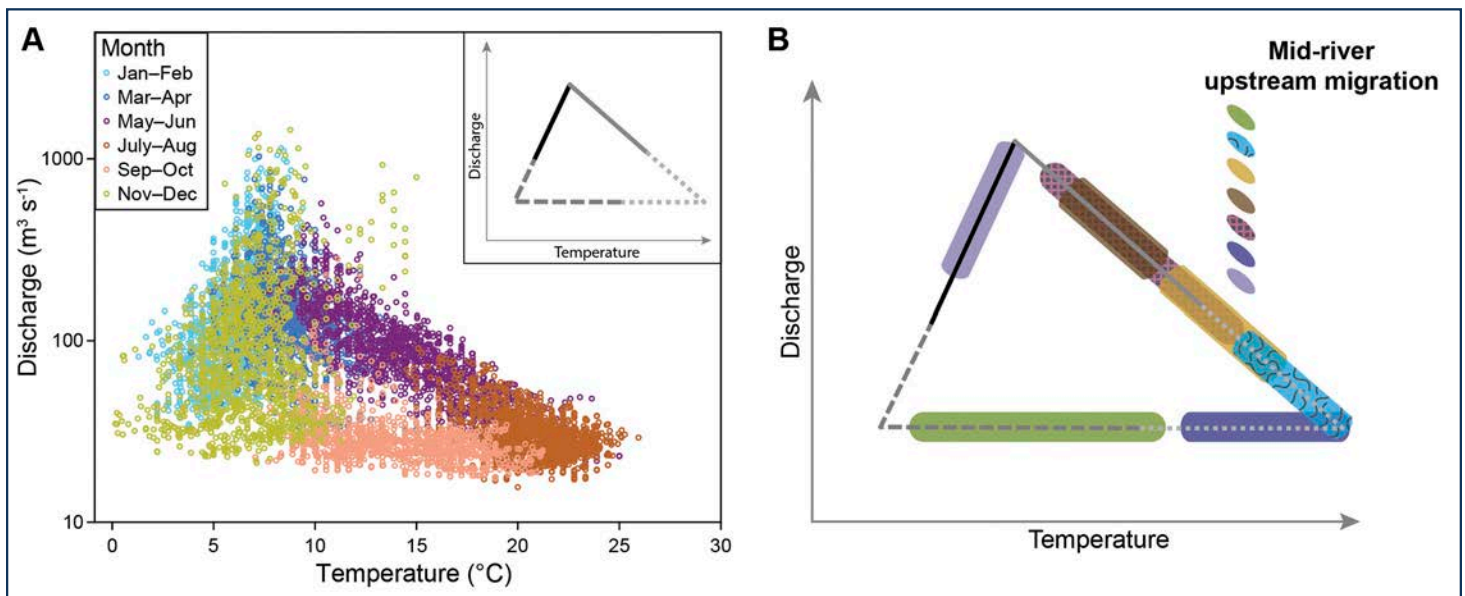 A
Month
Jan–Feb
Mar–Apr
May–Jun
July–Aug
Sep–Oct
Nov–Dec
1000
100
10
Discharge (m³ s⁻¹)
0 5 10 15 20 25 30
Temperature (°C)
Discharge
Temperature
B
Mid-river
upstream migration
Discharge
Temperature